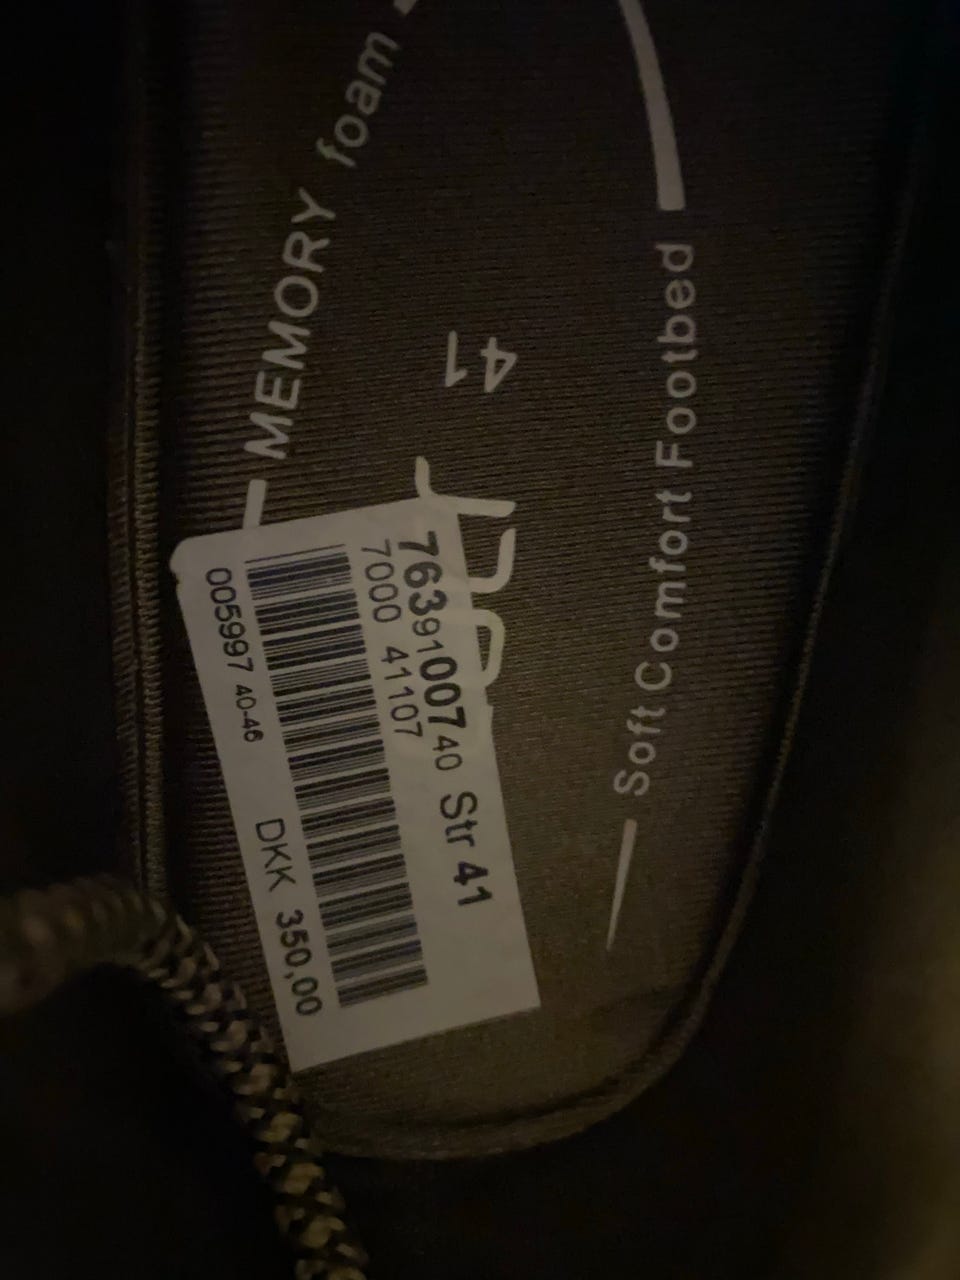 MEMORY foam
41
76391007 40 Str 41
7000 41107
005997 40-46 DKK 350,00
Soft Comfort Footbed